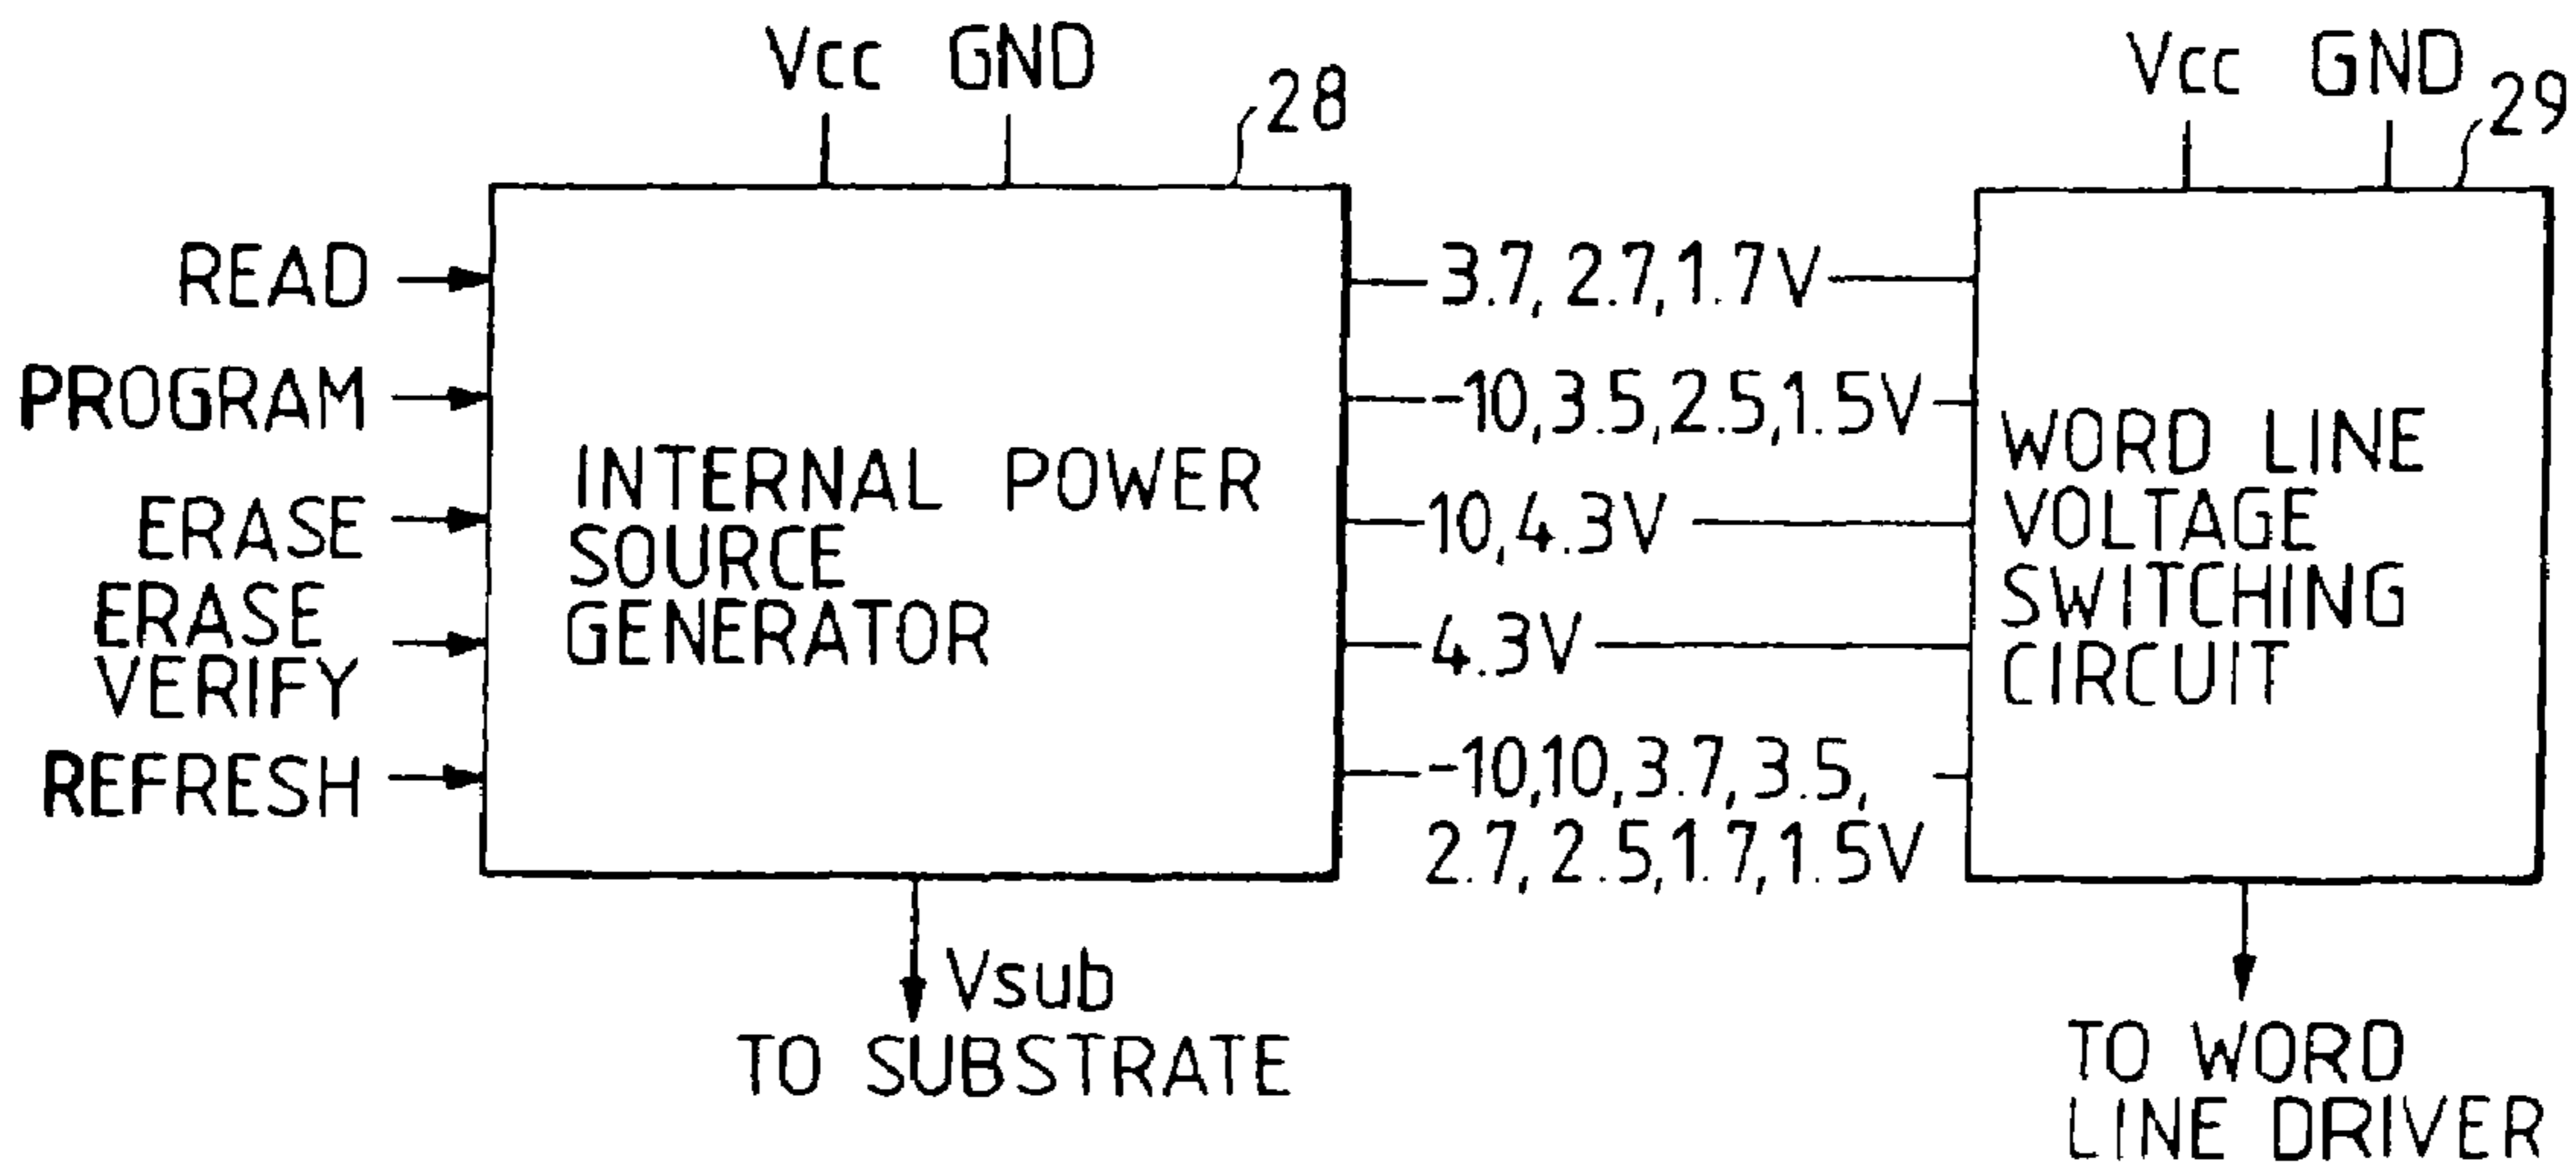 Vcc GND
28
Vcc GND
29
READ
PROGRAM
ERASE
ERASE
VERIFY
REFRESH
INTERNAL POWER
SOURCE
GENERATOR
3.7, 2.7, 1.7V
-10, 3.5, 2.5, 1.5V
10, 4.3V
4.3V
-10, 10, 3.7, 3.5,
2.7, 2.5, 1.7, 1.5V
WORD LINE
VOLTAGE
SWITCHING
CIRCUIT
Vsub
TO SUBSTRATE
TO WORD
LINE DRIVER